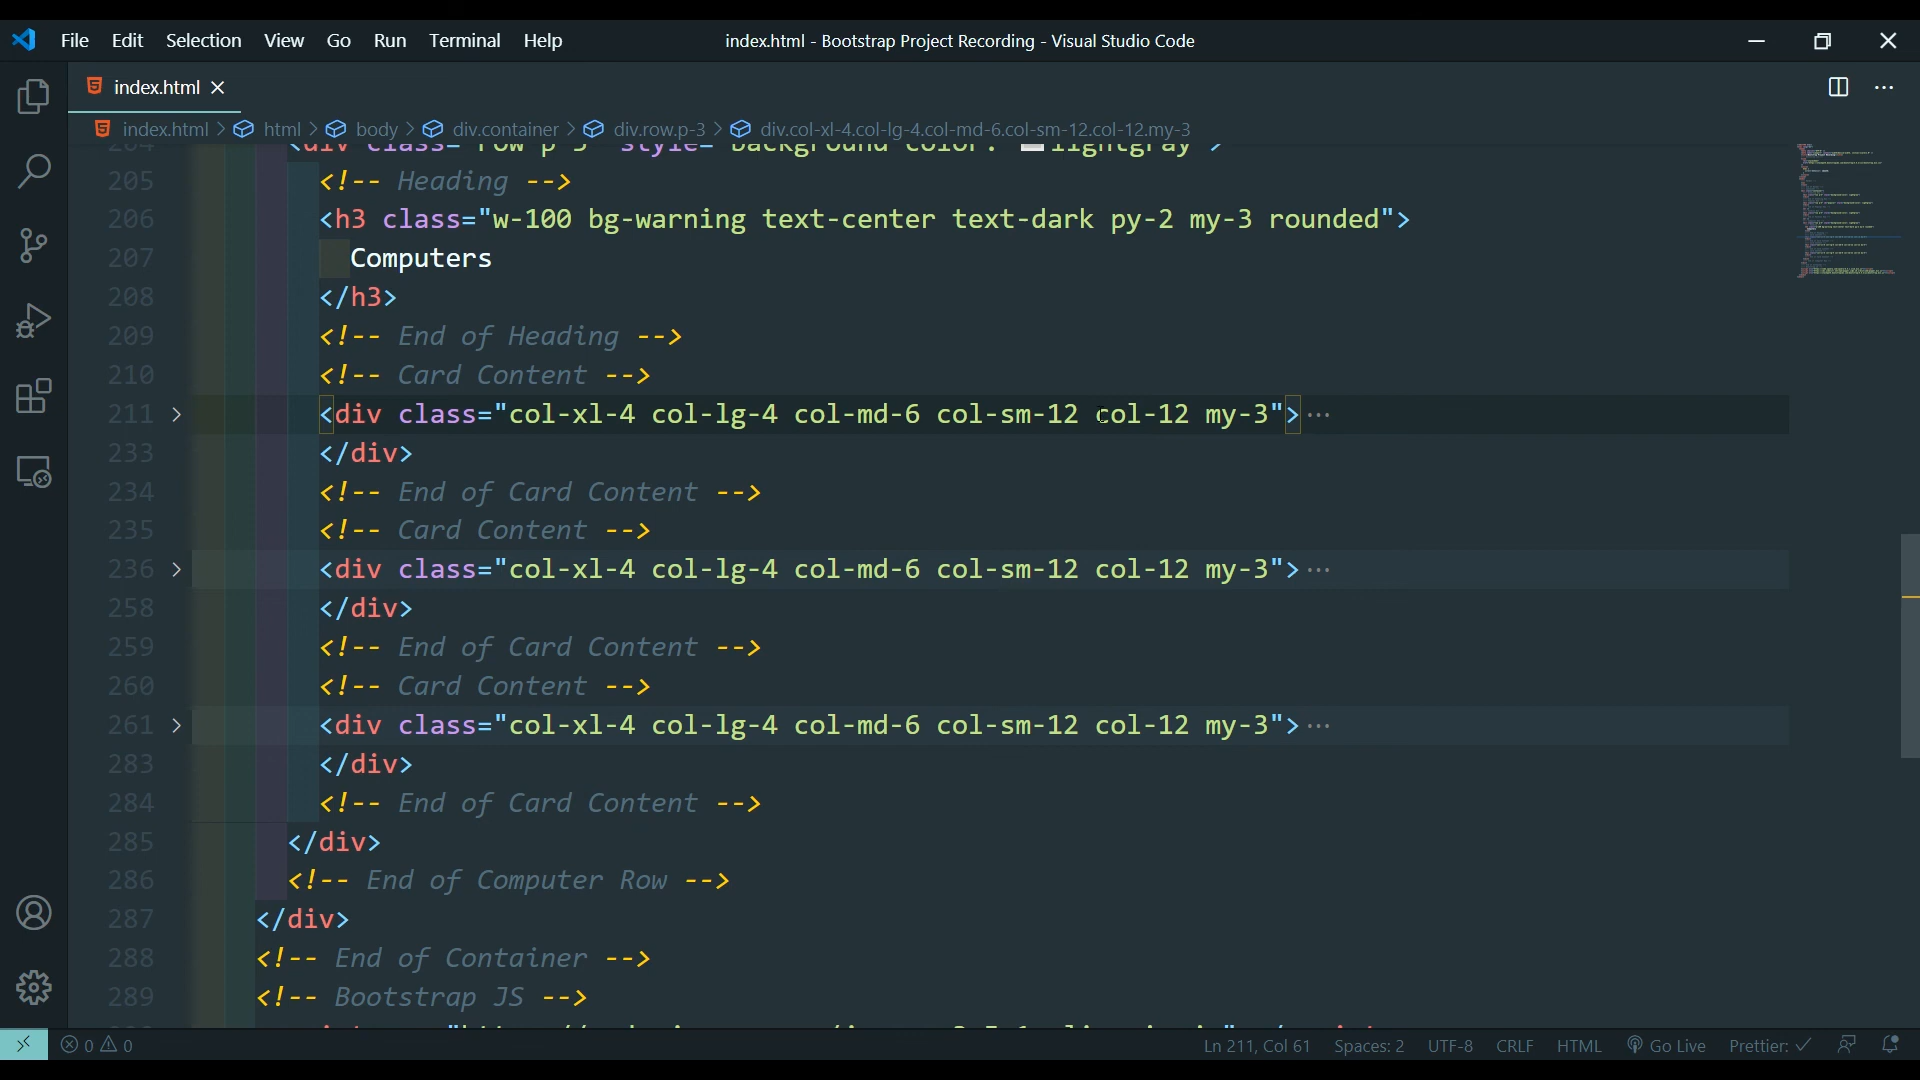 File Edit Selection View Go Run Terminal Help index.html - Bootstrap Project Recording - Visual Studio Code
index.html
index.html > html > body > div.container > div.row.p-3 > div.col-xl-4.col-lg-4.col-md-6.col-sm-12.col-12.my-3
204 <div class="row p-3" style="background-color: lightgray">
205 <!-- Heading -->
206 <h3 class="w-100 bg-warning text-center text-dark py-2 my-3 rounded">
207 Computers
208 </h3>
209 <!-- End of Heading -->
210 <!-- Card Content -->
211 > <div class="col-xl-4 col-lg-4 col-md-6 col-sm-12 col-12 my-3">···
233 </div>
234 <!-- End of Card Content -->
235 <!-- Card Content -->
236 > <div class="col-xl-4 col-lg-4 col-md-6 col-sm-12 col-12 my-3">···
258 </div>
259 <!-- End of Card Content -->
260 <!-- Card Content -->
261 > <div class="col-xl-4 col-lg-4 col-md-6 col-sm-12 col-12 my-3">···
283 </div>
284 <!-- End of Card Content -->
285 </div>
286 <!-- End of Computer Row -->
287 </div>
288 <!-- End of Container -->
289 <!-- Bootstrap JS -->
0 0 Ln 211, Col 61 Spaces: 2 UTF-8 CRLF HTML Go Live Prettier: ✓